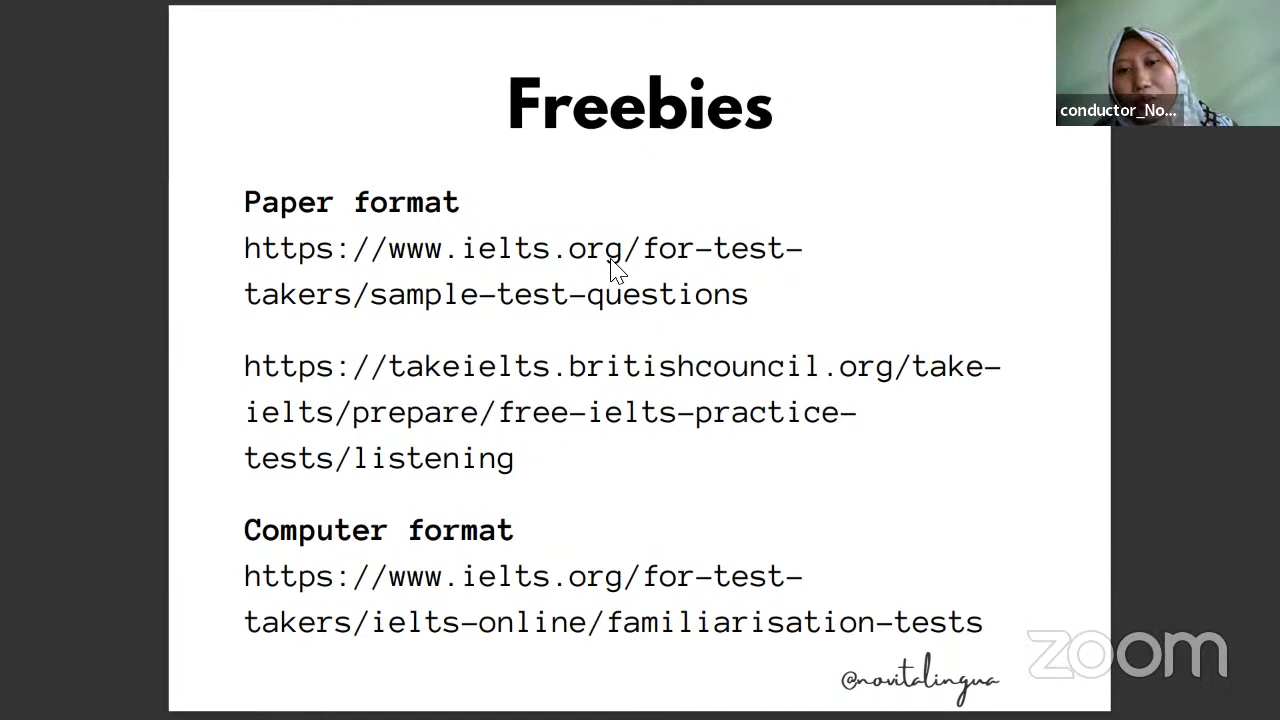 Freebies
conductor_No...
Paper format
https://www.ielts.org/for-test-
takers/sample-test-questions
https://takeielts.britishcouncil.org/take-
ielts/prepare/free-ielts-practice-
tests/listening
Computer format
https://www.ielts.org/for-test-
takers/ielts-online/familiarisation-tests
@novitalingua
zoom